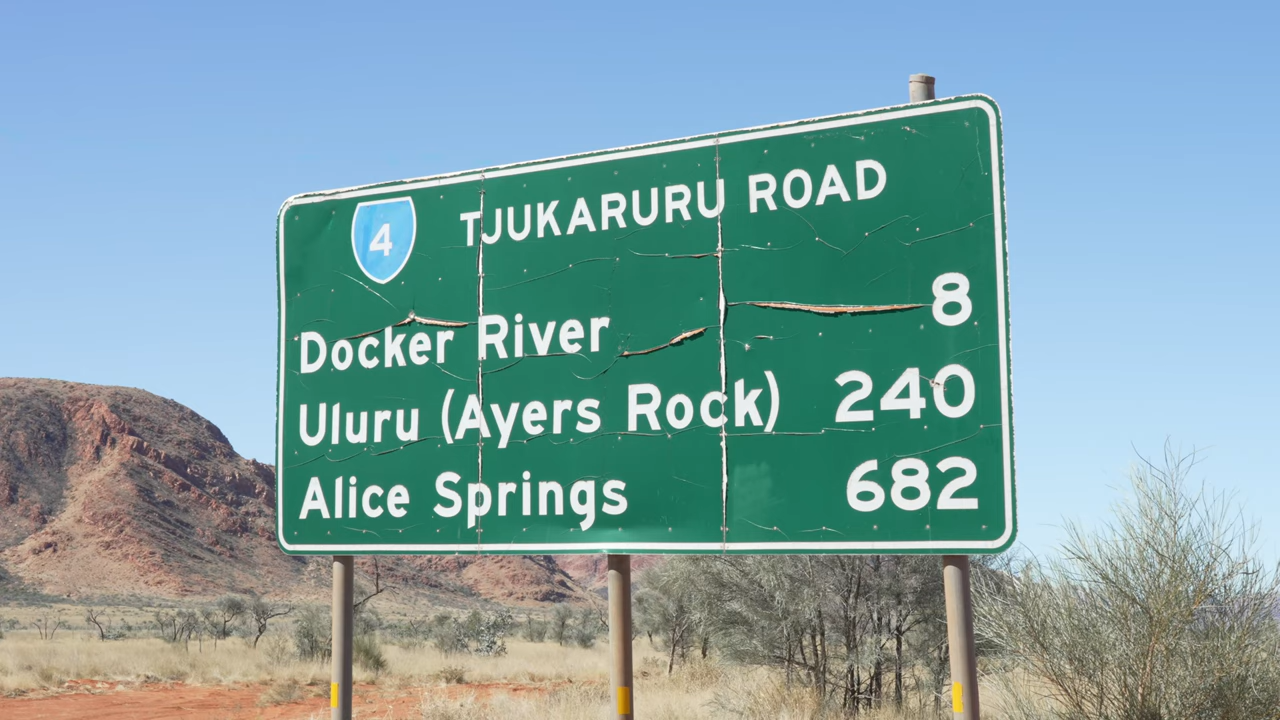 4 TJUKARURU ROAD
Docker River 8
Uluru (Ayers Rock) 240
Alice Springs 682